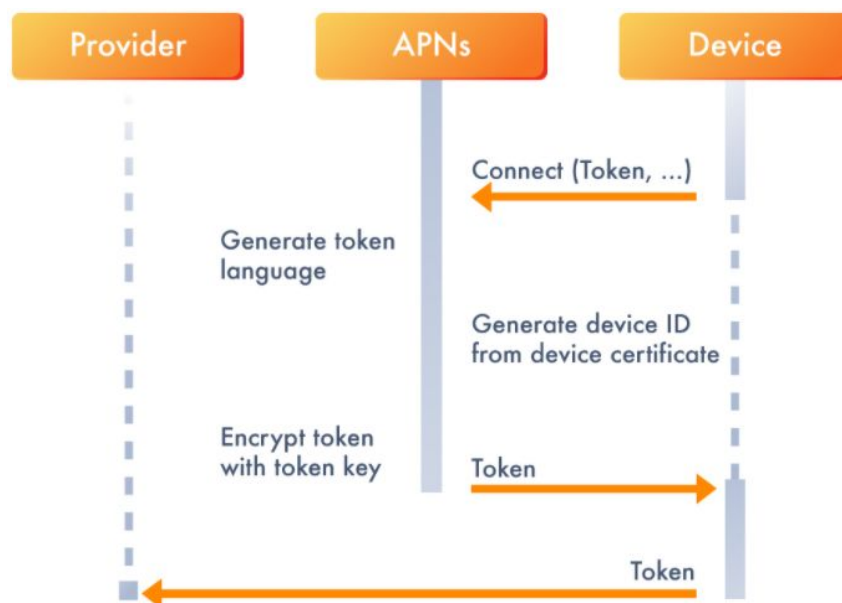 Provider
APNs
Device
Connect (Token, ...)
Generate token
language
Generate device ID
from device certificate
Encrypt token
with token key
Token
Token